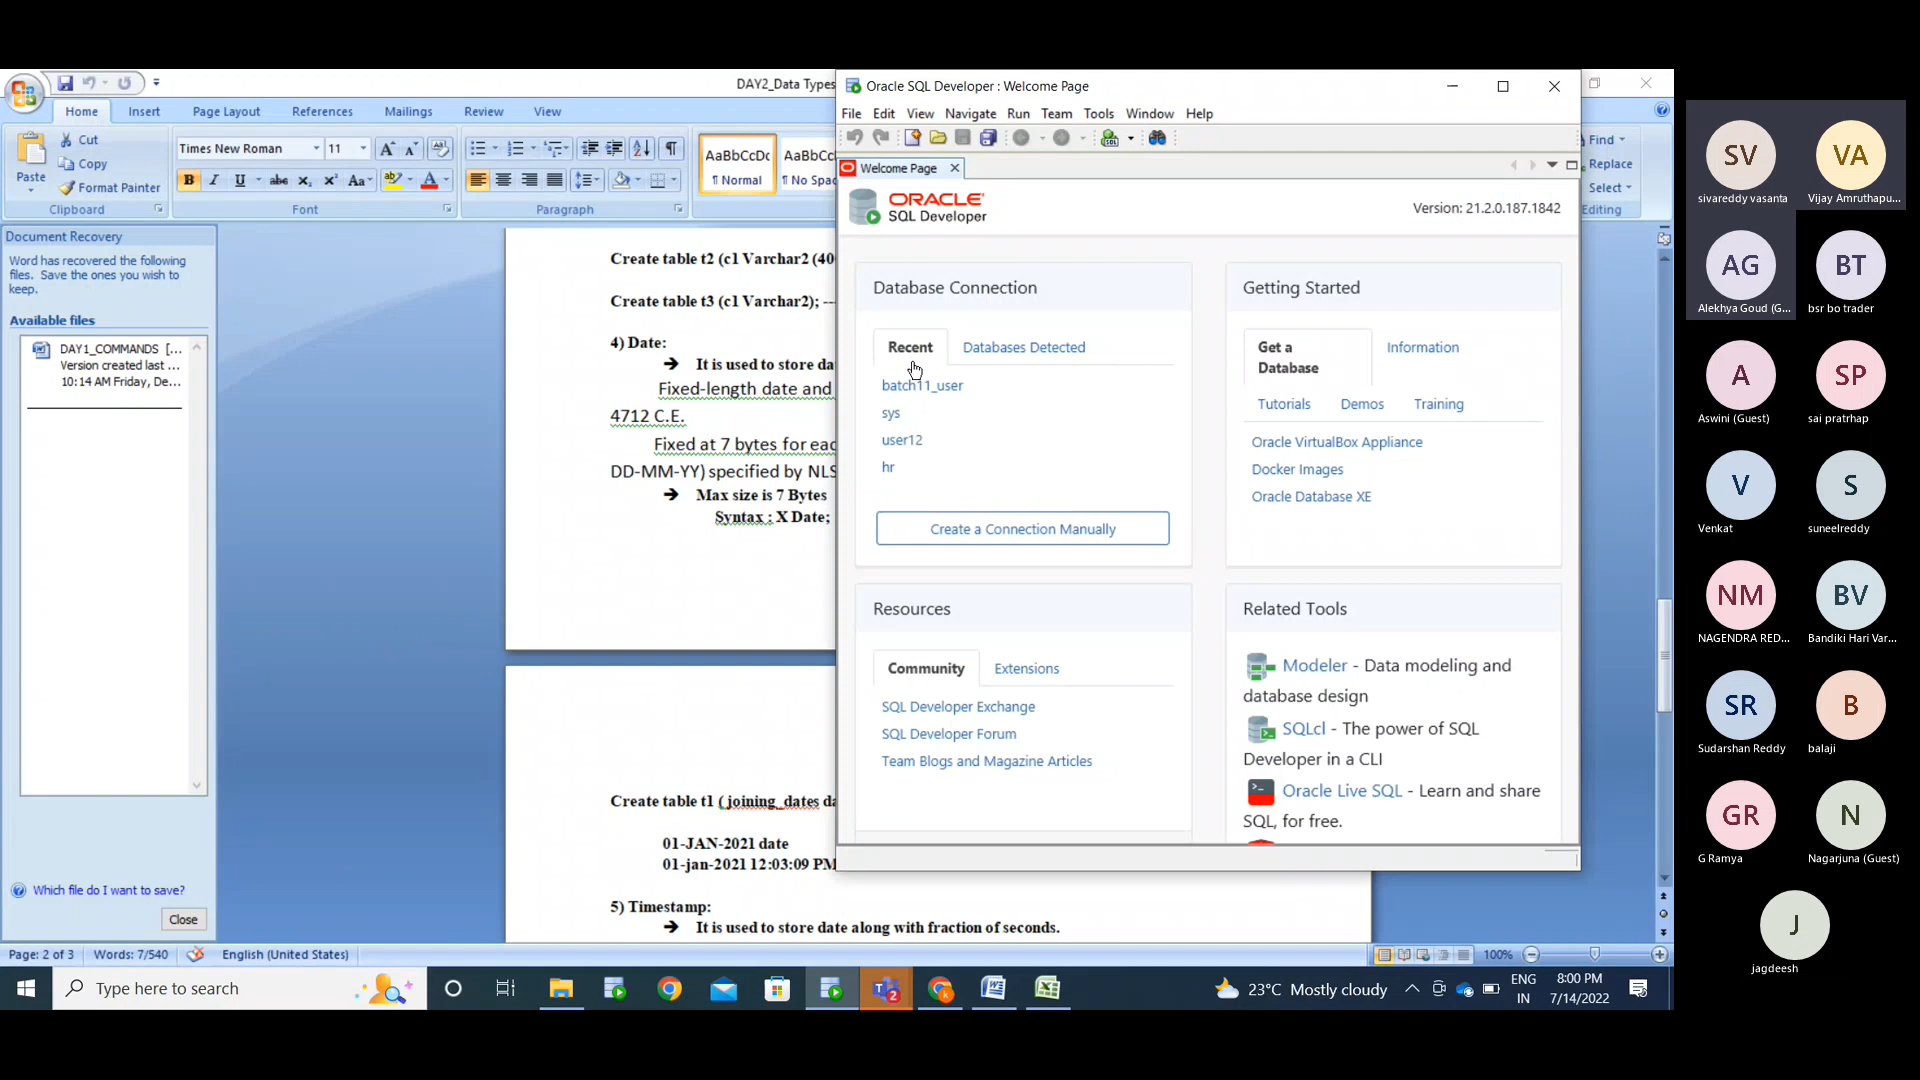 DAY2_Data Types
Home
Insert
Page Layout
References
Mailings
Review
View
Paste
Cut
Copy
Format Painter
Clipboard
Times New Roman
11
Font
Paragraph
AaBbCcDc
¶ Normal
AaBbCc
¶ No Spac
Find
Replace
Select
Editing
Document Recovery
Word has recovered the following
files. Save the ones you wish to
keep.
Available files
DAY1_COMMANDS [...
Version created last ...
10:14 AM Friday, De...
Which file do I want to save?
Close
Create table t2 (c1 Varchar2 (40
Create table t3 (c1 Varchar2); --
4) Date:
➔ It is used to store da
Fixed-length date and
4712 C.E.
Fixed at 7 bytes for eac
DD-MM-YY) specified by NLS
➔ Max size is 7 Bytes
Syntax : X Date;
Create table t1 ( joining_dates da
01-JAN-2021 date
01-jan-2021 12:03:09 PM
5) Timestamp:
➔ It is used to store date along with fraction of seconds.
Oracle SQL Developer : Welcome Page
File
Edit
View
Navigate
Run
Team
Tools
Window
Help
Welcome Page
ORACLE
SQL Developer
Version: 21.2.0.187.1842
Database Connection
Recent
Databases Detected
batch11_user
sys
user12
hr
Create a Connection Manually
Getting Started
Get a
Database
Information
Tutorials
Demos
Training
Oracle VirtualBox Appliance
Docker Images
Oracle Database XE
Resources
Community
Extensions
SQL Developer Exchange
SQL Developer Forum
Team Blogs and Magazine Articles
Related Tools
Modeler - Data modeling and
database design
SQLcl - The power of SQL
Developer in a CLI
Oracle Live SQL - Learn and share
SQL, for free.
Page: 2 of 3
Words: 7/540
English (United States)
100%
Type here to search
23°C Mostly cloudy
ENG
IN
8:00 PM
7/14/2022
SV
sivareddy vasanta
VA
Vijay Amruthapu...
AG
Alekhya Goud (G...
BT
bsr bo trader
A
Aswini (Guest)
SP
sai pratrhap
V
Venkat
S
suneelreddy
NM
NAGENDRA RED...
BV
Bandiki Hari Var...
SR
Sudarshan Reddy
B
balaji
GR
G Ramya
N
Nagarjuna (Guest)
J
jagdeesh